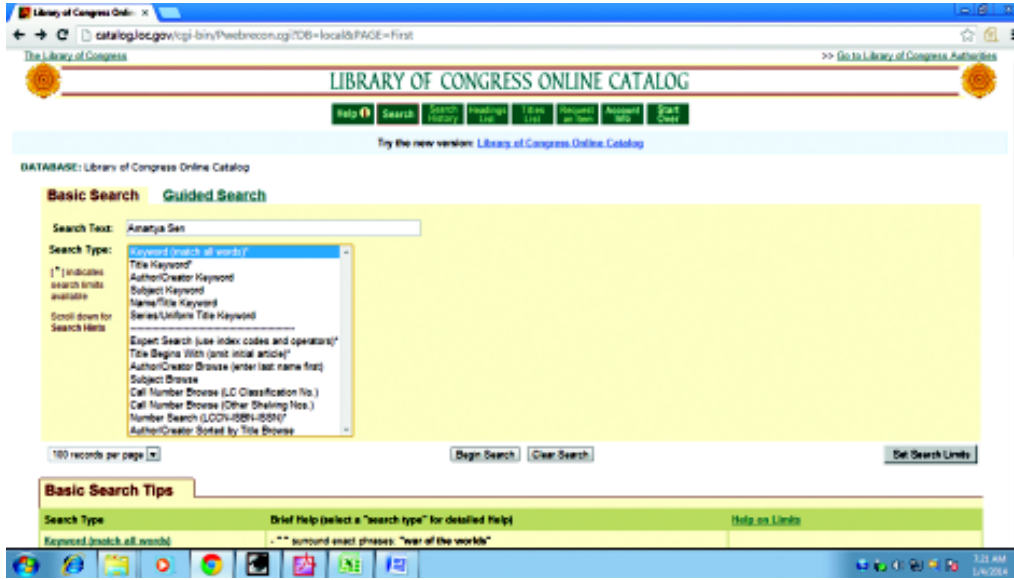 Library of Congress Onlin
catalog.loc.gov/cgi-bin/Pwebrecon.cgi?DB=local&PAGE=First
The Library of Congress
>> Go to Library of Congress Authorities
LIBRARY OF CONGRESS ONLINE CATALOG
Help Search Search History Headings List Titles List Request an Item Account Info Start Over
Try the new version: Library of Congress Online Catalog
DATABASE: Library of Congress Online Catalog
Basic Search Guided Search
Search Text: Amartya Sen
Search Type:
[*] indicates
search limits
available
Scroll down for
Search Hints
Keyword (match all words)*
Title Keyword*
Author/Creator Keyword
Subject Keyword
Name/Title Keyword
Series/Uniform Title Keyword
----------------------------------------
Expert Search (use index codes and operators)*
Title Begins With (omit initial article)*
Author/Creator Browse (enter last name first)
Subject Browse
Call Number Browse (LC Classification No.)
Call Number Browse (Other Shelving Nos.)
Number Search (LCCN-ISBN-ISSN)*
Author/Creator Sorted by Title Browse
100 records per page Begin Search Clear Search Set Search Limits
Basic Search Tips
Search Type Brief Help (select a "search type" for detailed Help) Help on Limits
Keyword (match all words) - " " surround exact phrases: "war of the worlds"
3:21 AM
1/4/2014